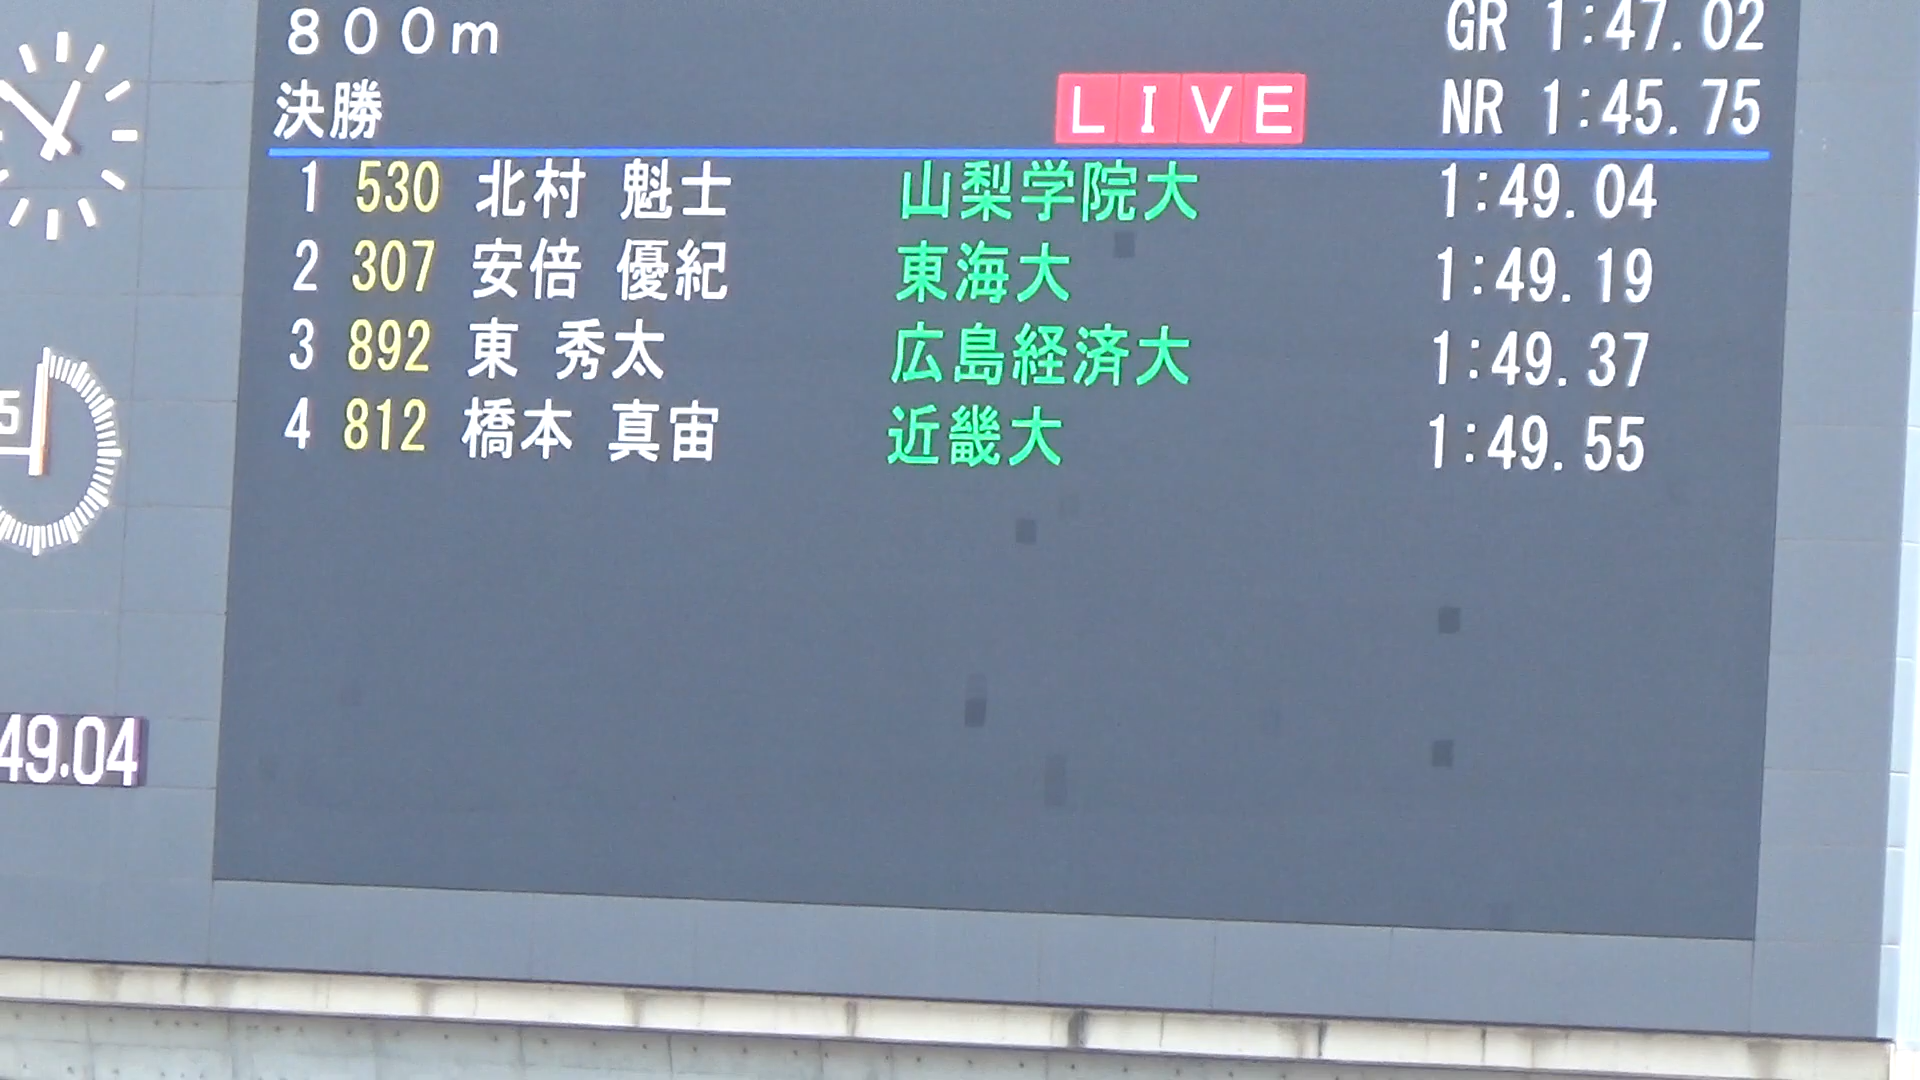 800m GR 1:47.02
決勝 LIVE NR 1:45.75
1 530 北村 魁士 山梨学院大 1:49.04
2 307 安倍 優紀 東海大 1:49.19
3 892 東 秀太 広島経済大 1:49.37
4 812 橋本 真宙 近畿大 1:49.55
5
49.04